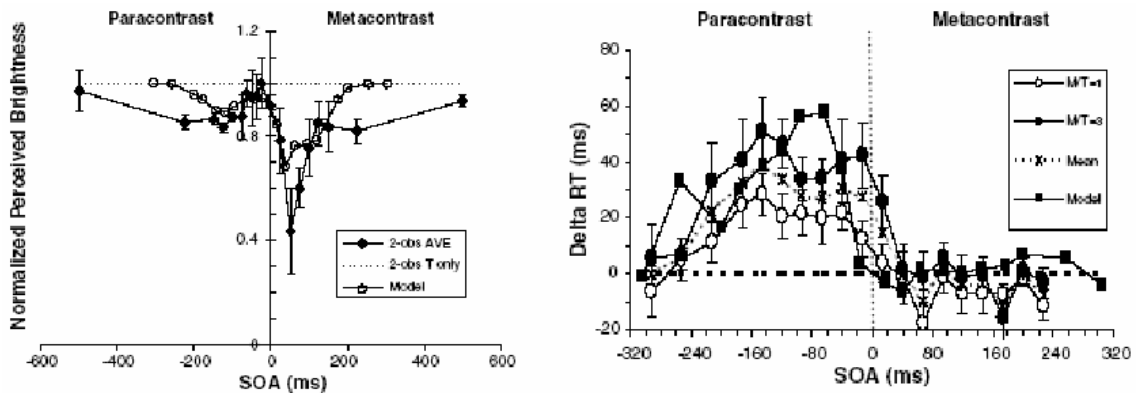 Paracontrast Metacontrast
Normalized Perceived Brightness
1.2
1
0.8
0.4
0
2-obs AVE
2-obs T only
Model
-600 -400 -200 0 200 400 600
SOA (ms)
Paracontrast Metacontrast
Delta RT (ms)
80
60
40
20
0
-20
M/T=1
M/T=3
Mean
Model
-320 -240 -160 -80 0 80 160 240 320
SOA (ms)